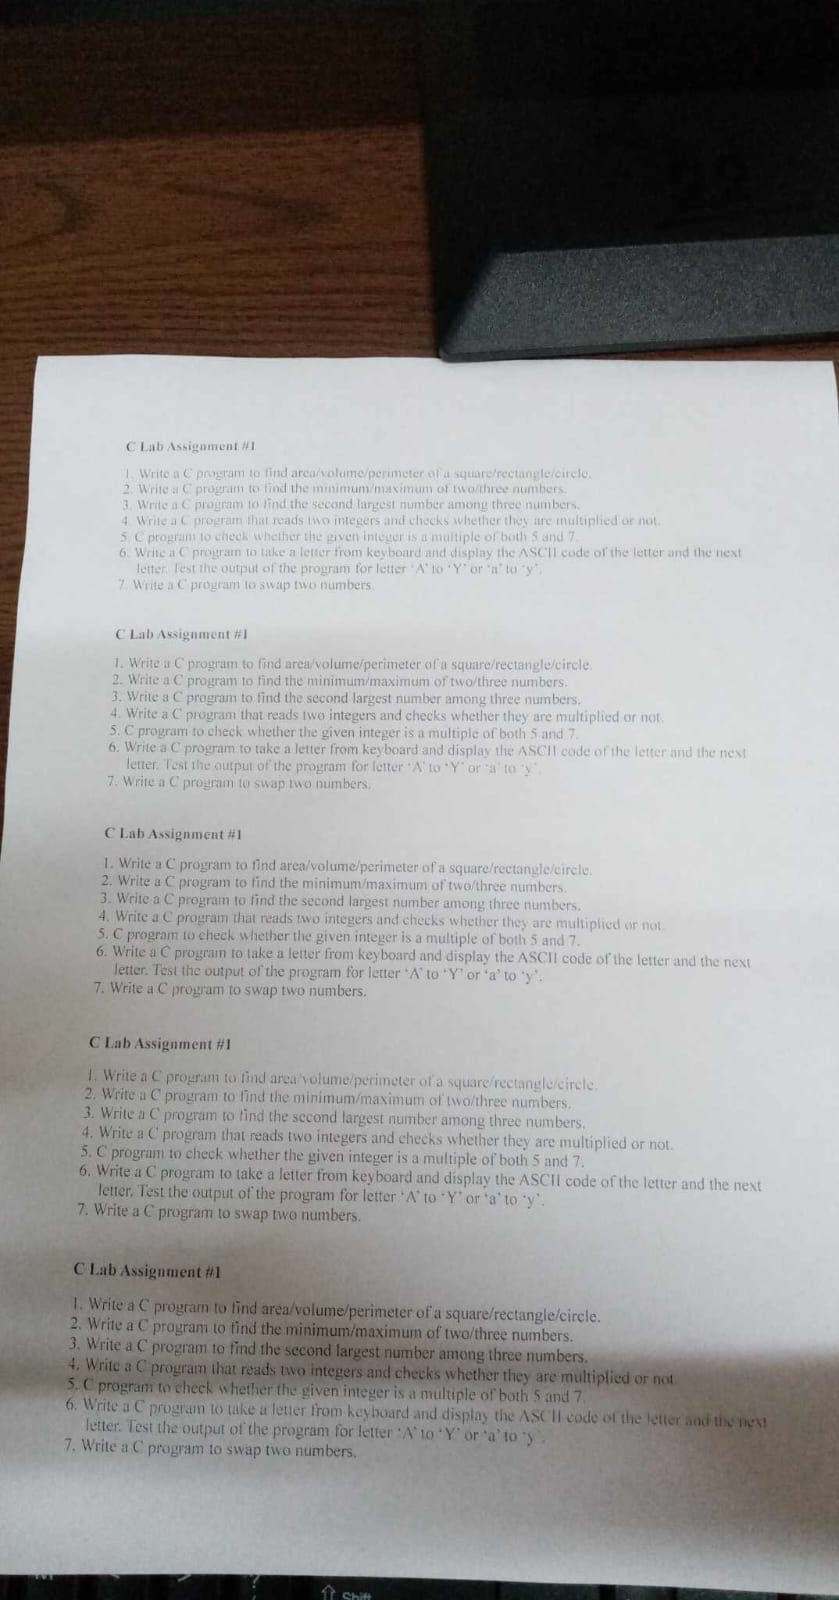 C Lab Assignment #1
1. Write a C program to find area/volume/perimeter of a square/rectangle/circle.
2. Write a C program to find the minimum/maximum of two/three numbers.
3. Write a C program to find the second largest number among three numbers.
4. Write a C program that reads two integers and checks whether they are multiplied or not.
5. C program to check whether the given integer is a multiple of both 5 and 7.
6. Write a C program to take a letter from keyboard and display the ASCII code of the letter and the next
letter. Test the output of the program for letter ‘A’ to ‘Y’ or ‘a’ to ‘y’.
7. Write a C program to swap two numbers.
C Lab Assignment #1
1. Write a C program to find area/volume/perimeter of a square/rectangle/circle.
2. Write a C program to find the minimum/maximum of two/three numbers.
3. Write a C program to find the second largest number among three numbers.
4. Write a C program that reads two integers and checks whether they are multiplied or not.
5. C program to check whether the given integer is a multiple of both 5 and 7.
6. Write a C program to take a letter from keyboard and display the ASCII code of the letter and the next
letter. Test the output of the program for letter ‘A’ to ‘Y’ or ‘a’ to ‘y’.
7. Write a C program to swap two numbers.
C Lab Assignment #1
1. Write a C program to find area/volume/perimeter of a square/rectangle/circle.
2. Write a C program to find the minimum/maximum of two/three numbers.
3. Write a C program to find the second largest number among three numbers.
4. Write a C program that reads two integers and checks whether they are multiplied or not.
5. C program to check whether the given integer is a multiple of both 5 and 7.
6. Write a C program to take a letter from keyboard and display the ASCII code of the letter and the next
letter. Test the output of the program for letter ‘A’ to ‘Y’ or ‘a’ to ‘y’.
7. Write a C program to swap two numbers.
C Lab Assignment #1
1. Write a C program to find area/volume/perimeter of a square/rectangle/circle.
2. Write a C program to find the minimum/maximum of two/three numbers.
3. Write a C program to find the second largest number among three numbers.
4. Write a C program that reads two integers and checks whether they are multiplied or not.
5. C program to check whether the given integer is a multiple of both 5 and 7.
6. Write a C program to take a letter from keyboard and display the ASCII code of the letter and the next
letter. Test the output of the program for letter ‘A’ to ‘Y’ or ‘a’ to ‘y’.
7. Write a C program to swap two numbers.
C Lab Assignment #1
1. Write a C program to find area/volume/perimeter of a square/rectangle/circle.
2. Write a C program to find the minimum/maximum of two/three numbers.
3. Write a C program to find the second largest number among three numbers.
4. Write a C program that reads two integers and checks whether they are multiplied or not.
5. C program to check whether the given integer is a multiple of both 5 and 7.
6. Write a C program to take a letter from keyboard and display the ASCII code of the letter and the next
letter. Test the output of the program for letter ‘A’ to ‘Y’ or ‘a’ to ‘y’.
7. Write a C program to swap two numbers.
Shift